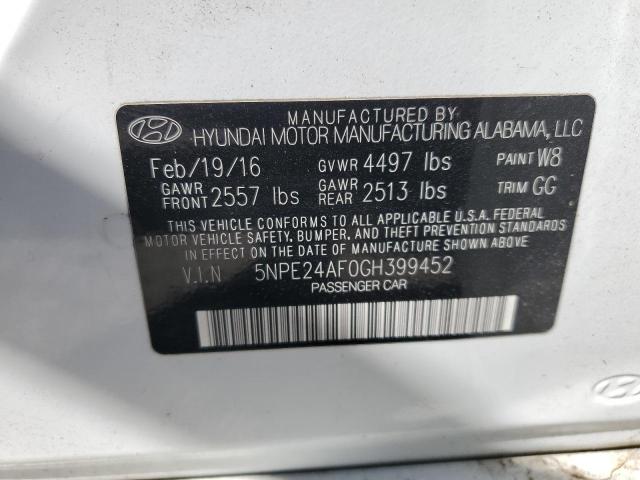 MANUFACTURED BY
HYUNDAI MOTOR MANUFACTURING ALABAMA, LLC
Feb/19/16 GVWR 4497 lbs PAINT W8
GAWR FRONT 2557 lbs GAWR REAR 2513 lbs TRIM GG
THIS VEHICLE CONFORMS TO ALL APPLICABLE U.S.A. FEDERAL
MOTOR VEHICLE SAFETY, BUMPER, AND THEFT PREVENTION STANDARDS
IN EFFECT ON THE DATE OF MANUFACTURE SHOWN ABOVE.
V.I.N 5NPE24AF0GH399452
PASSENGER CAR